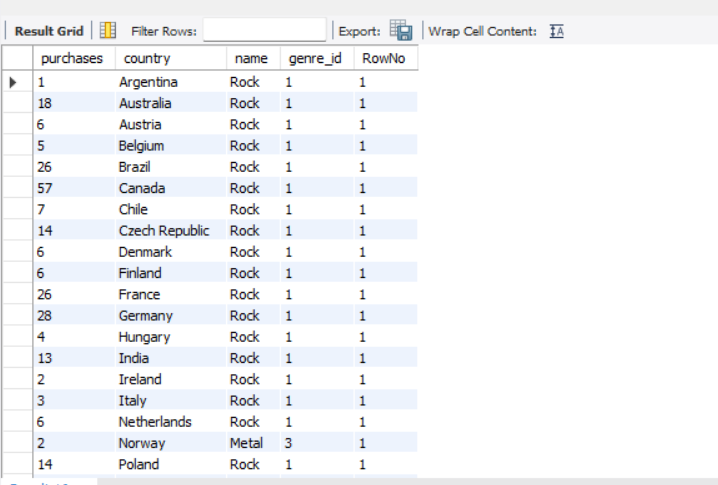 Result Grid Filter Rows: Export: Wrap Cell Content: IA
purchases country name genre_id RowNo
1 Argentina Rock 1 1
18 Australia Rock 1 1
6 Austria Rock 1 1
5 Belgium Rock 1 1
26 Brazil Rock 1 1
57 Canada Rock 1 1
7 Chile Rock 1 1
14 Czech Republic Rock 1 1
6 Denmark Rock 1 1
6 Finland Rock 1 1
26 France Rock 1 1
28 Germany Rock 1 1
4 Hungary Rock 1 1
13 India Rock 1 1
2 Ireland Rock 1 1
3 Italy Rock 1 1
6 Netherlands Rock 1 1
2 Norway Metal 3 1
14 Poland Rock 1 1